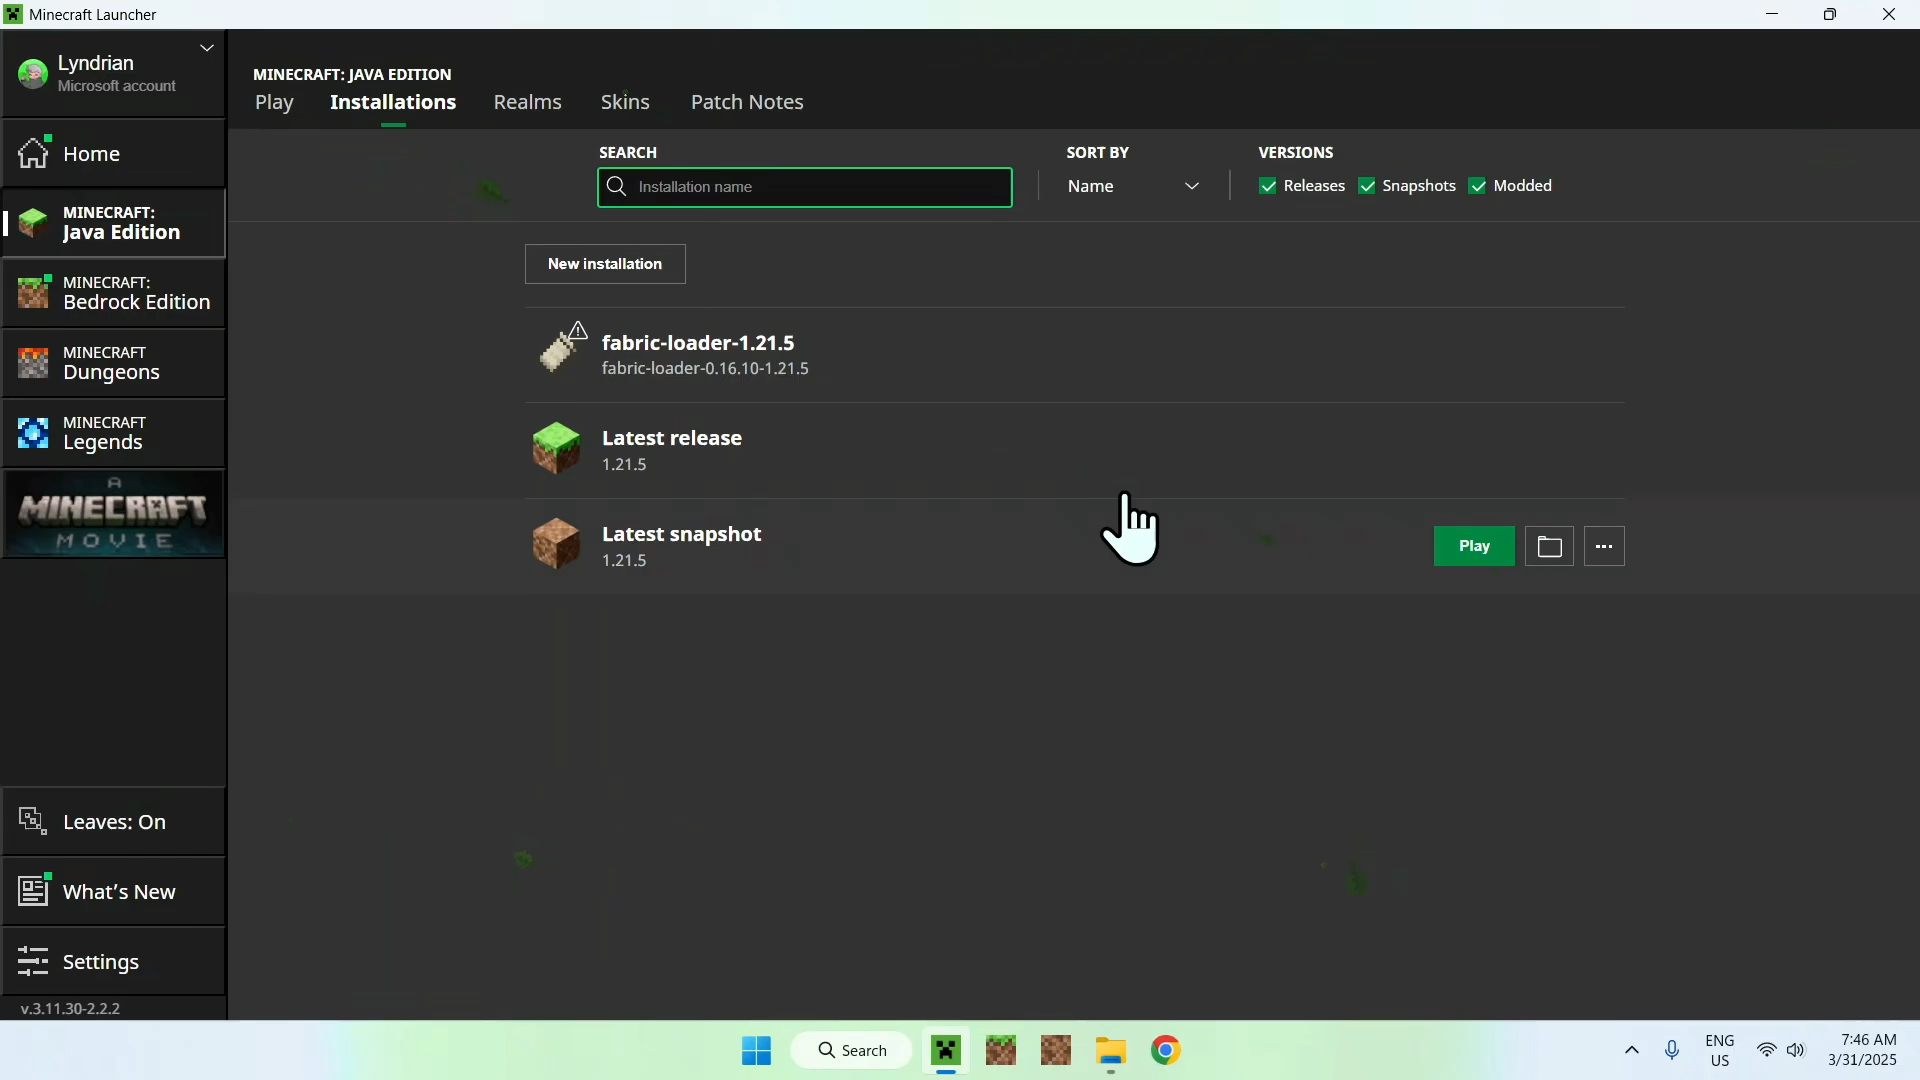 Minecraft Launcher
Lyndrian
Microsoft account
Home
MINECRAFT:
Java Edition
MINECRAFT:
Bedrock Edition
MINECRAFT
Dungeons
MINECRAFT
Legends
A
MINECRAFT
MOVIE
Leaves: On
What's New
Settings
v.3.11.30-2.2.2
MINECRAFT: JAVA EDITION
Play Installations Realms Skins Patch Notes
SEARCH SORT BY VERSIONS
Installation name Name Releases Snapshots Modded
New installation
fabric-loader-1.21.5
fabric-loader-0.16.10-1.21.5
Latest release
1.21.5
Latest snapshot
1.21.5
Play
Search
ENG
US
7:46 AM
3/31/2025